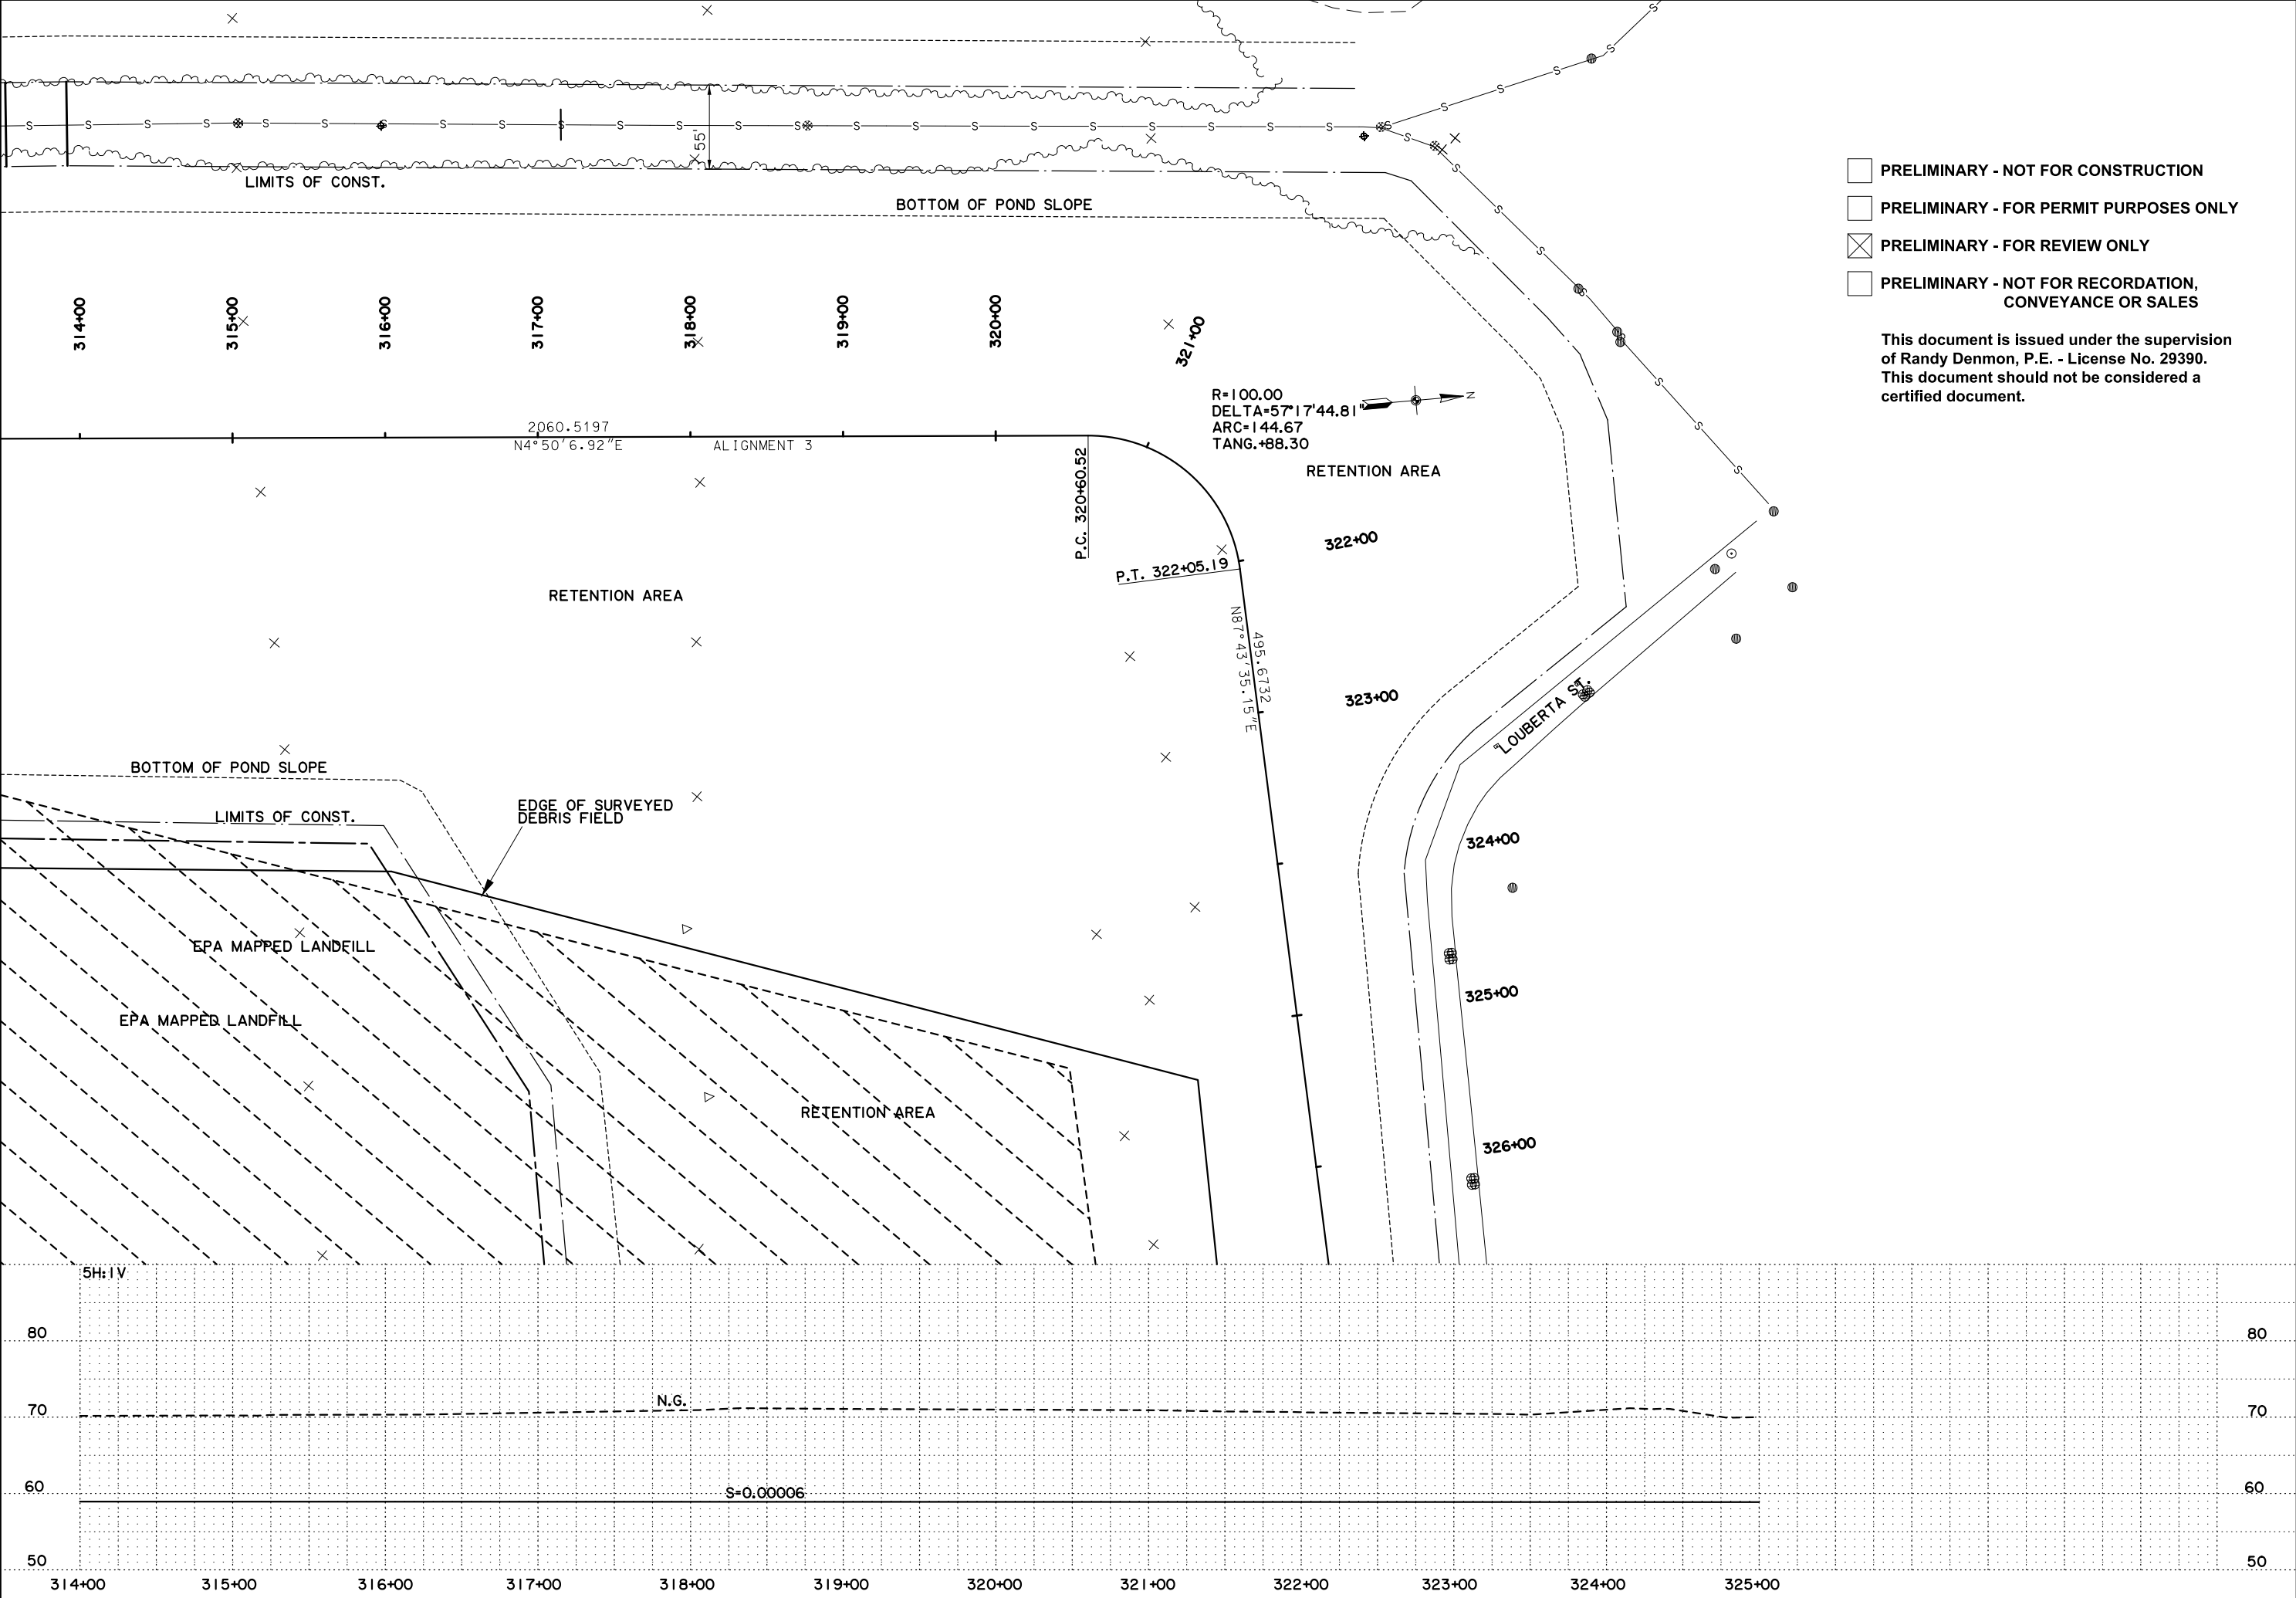 S S S S S S S S S S S S S S S S S S S S S S S S
55'
LIMITS OF CONST.
BOTTOM OF POND SLOPE
PRELIMINARY - NOT FOR CONSTRUCTION
PRELIMINARY - FOR PERMIT PURPOSES ONLY
PRELIMINARY - FOR REVIEW ONLY
PRELIMINARY - NOT FOR RECORDATION,
CONVEYANCE OR SALES
This document is issued under the supervision
of Randy Denmon, P.E. - License No. 29390.
This document should not be considered a
certified document.
314+00
315+00
316+00
317+00
318+00
319+00
320+00
321+00
R=100.00
DELTA=57°17'44.81"
ARC=144.67
TANG.+88.30
N
2060.5197
N4°50'6.92"E
ALIGNMENT 3
P.C. 320+60.52
RETENTION AREA
322+00
P.T. 322+05.19
RETENTION AREA
495.6732
N87°43'35.15"E
323+00
LOUBERTA ST.
BOTTOM OF POND SLOPE
LIMITS OF CONST.
EDGE OF SURVEYED
DEBRIS FIELD
324+00
EPA MAPPED LANDFILL
325+00
EPA MAPPED LANDFILL
RETENTION AREA
326+00
5H:1V
80
80
70
N.G.
70
60
S=0.00006
60
50
50
314+00
315+00
316+00
317+00
318+00
319+00
320+00
321+00
322+00
323+00
324+00
325+00